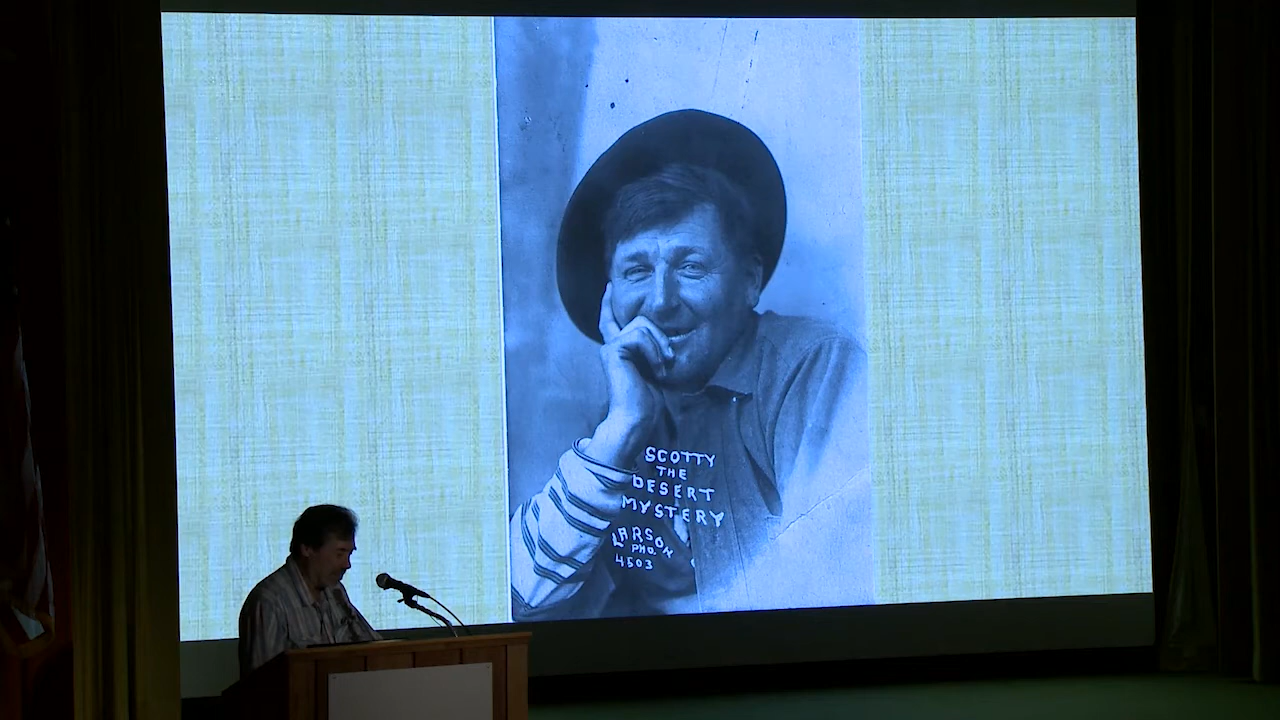 SCOTTY
THE
DESERT
MYSTERY
LARSON
PHO.
4503